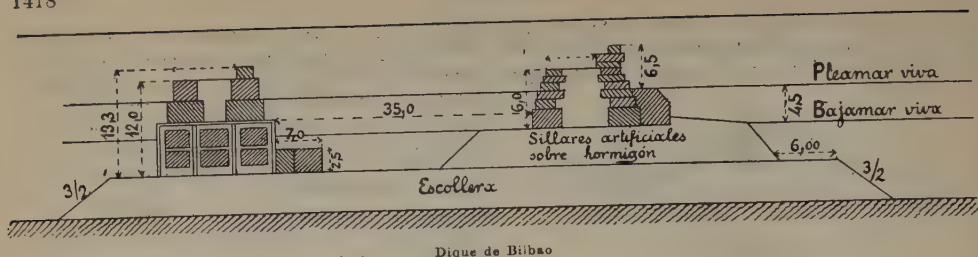 1418
6,5
Pleamar viva
13,3
12,0
6,0
4,5
35,0
Bajamar viva
7,0
Sillares artificiales
sobre hormigón
2,5
6,00
3/2
Escollera
3/2
Dique de Bilbao